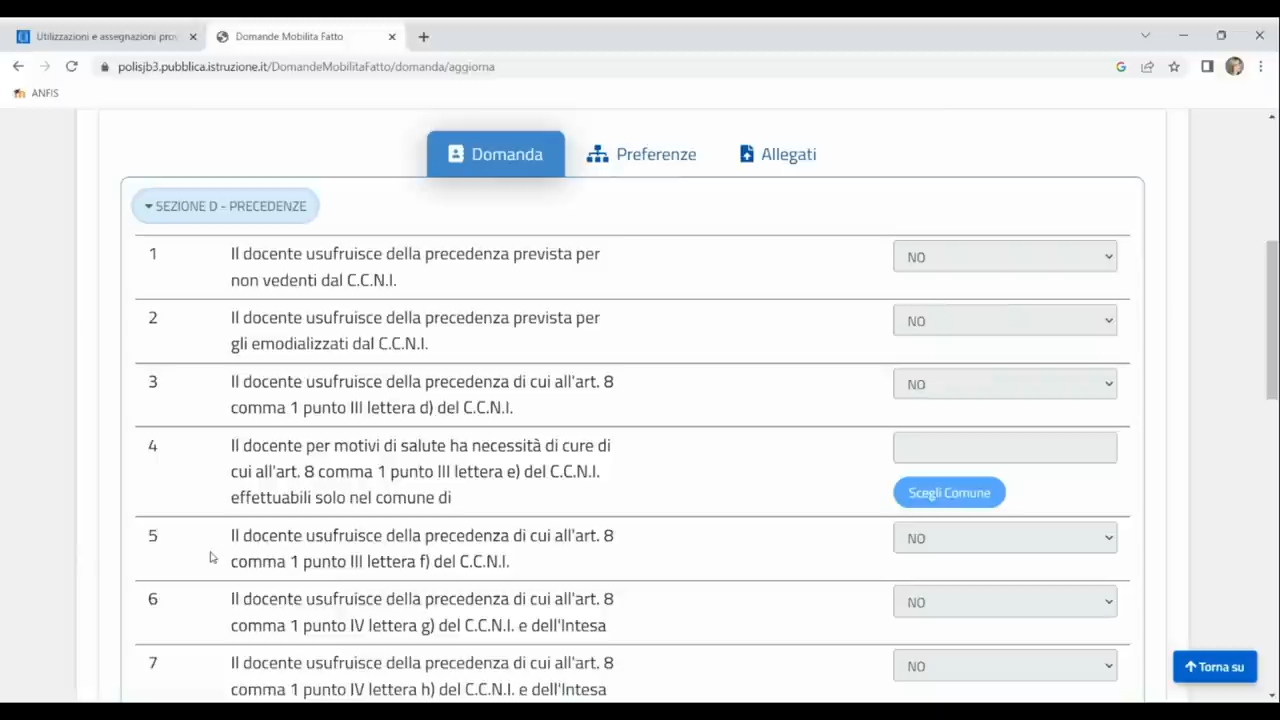 Utilizzazioni e assegnazioni prov
Domande Mobilita Fatto
polisjb3.pubblica.istruzione.it/DomandeMobilitaFatto/domanda/aggiorna
ANFIS
Domanda
Preferenze
Allegati
SEZIONE D - PRECEDENZE
1
Il docente usufruisce della precedenza prevista per
non vedenti dal C.C.N.I.
NO
2
Il docente usufruisce della precedenza prevista per
gli emodializzati dal C.C.N.I.
NO
3
Il docente usufruisce della precedenza di cui all'art. 8
comma 1 punto III lettera d) del C.C.N.I.
NO
4
Il docente per motivi di salute ha necessità di cure di
cui all'art. 8 comma 1 punto III lettera e) del C.C.N.I.
effettuabili solo nel comune di
Scegli Comune
5
Il docente usufruisce della precedenza di cui all'art. 8
comma 1 punto III lettera f) del C.C.N.I.
NO
6
Il docente usufruisce della precedenza di cui all'art. 8
comma 1 punto IV lettera g) del C.C.N.I. e dell'Intesa
NO
7
Il docente usufruisce della precedenza di cui all'art. 8
comma 1 punto IV lettera h) del C.C.N.I. e dell'Intesa
NO
Torna su